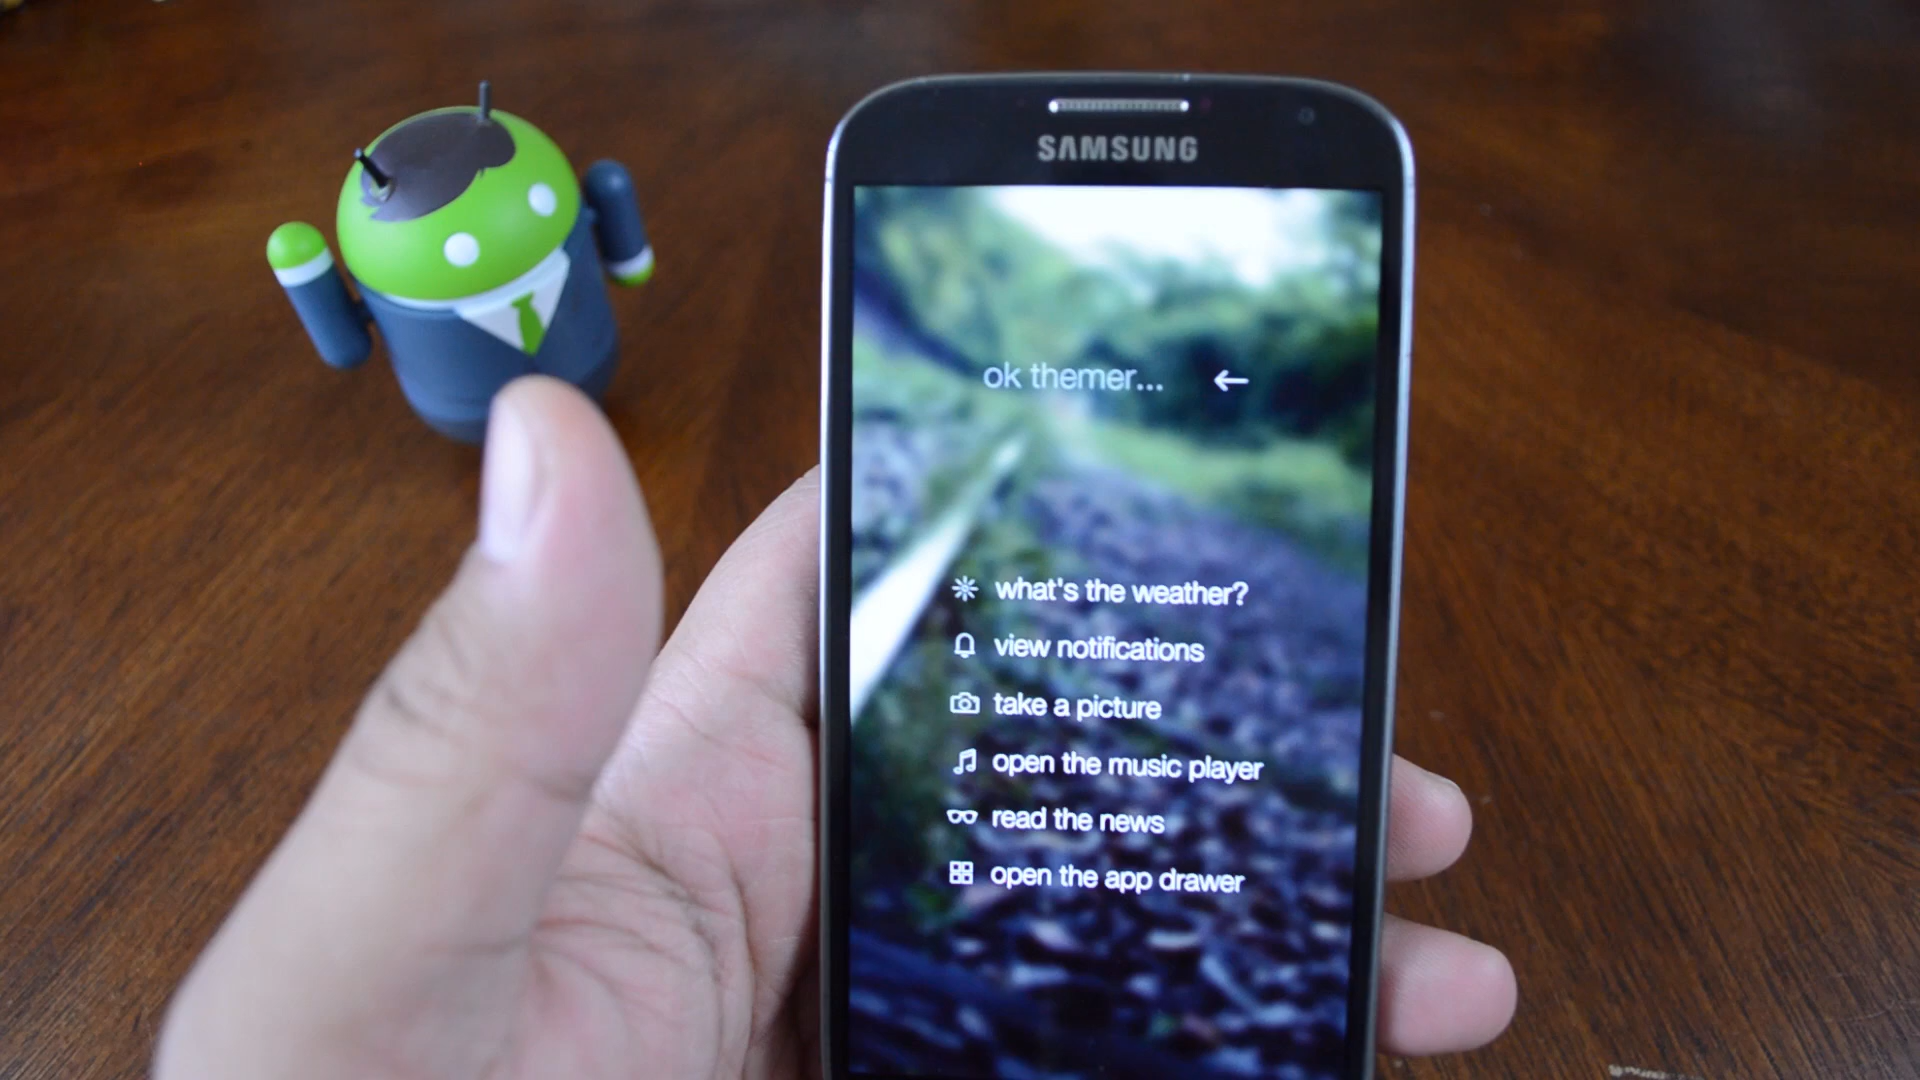 SAMSUNG
ok themer...
what's the weather?
view notifications
take a picture
open the music player
read the news
open the app drawer